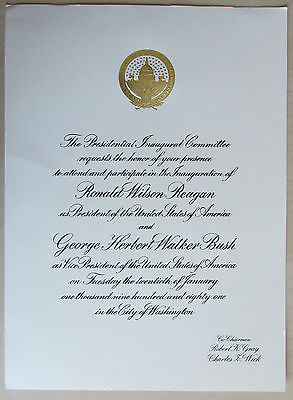 The Presidential Inaugural Committee
requests the honor of your presence
to attend and participate in the Inauguration of
Ronald Wilson Reagan
as President of the United States of America
and
George Herbert Walker Bush
as Vice President of the United States of America
on Tuesday the twentieth of January
one thousand nine hundred and eighty one
in the City of Washington
Co-Chairmen
Robert K. Gray
Charles Z. Wick